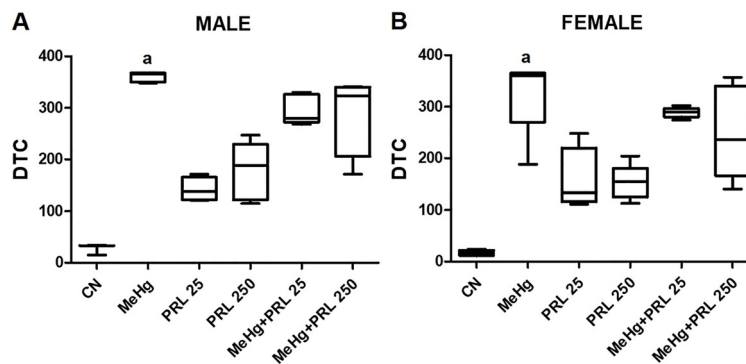 A
MALE
a
400
300
200
100
0
DTC
CN
MeHg
PRL 25
PRL 250
MeHg+PRL 25
MeHg+PRL 250
B
FEMALE
a
400
300
200
100
0
DTC
CN
MeHg
PRL 25
PRL 250
MeHg+PRL 25
MeHg+PRL 250